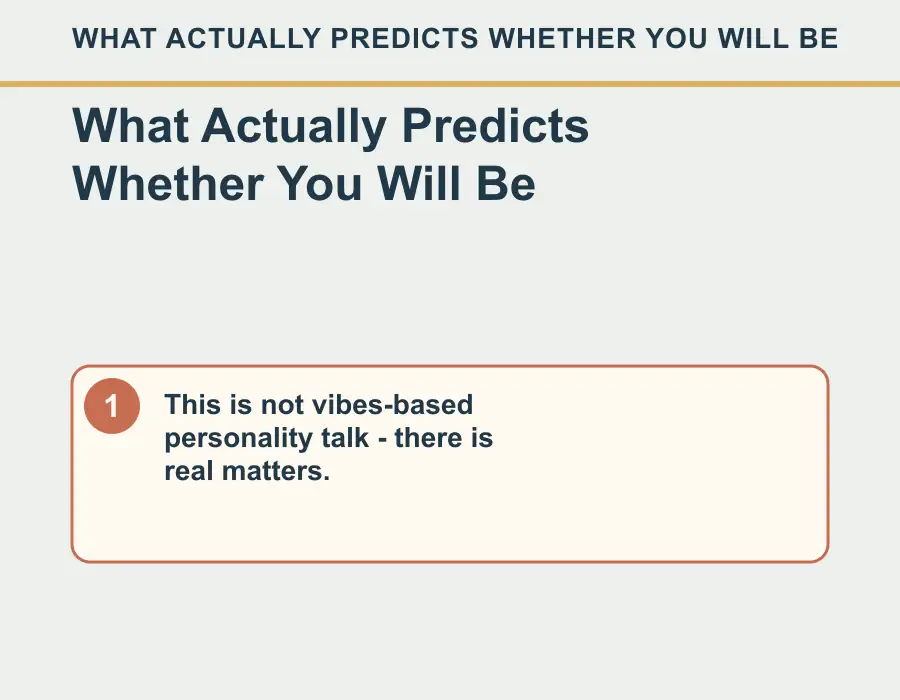 WHAT ACTUALLY PREDICTS WHETHER YOU WILL BE
What Actually Predicts
Whether You Will Be
1
This is not vibes-based
personality talk - there is
real matters.